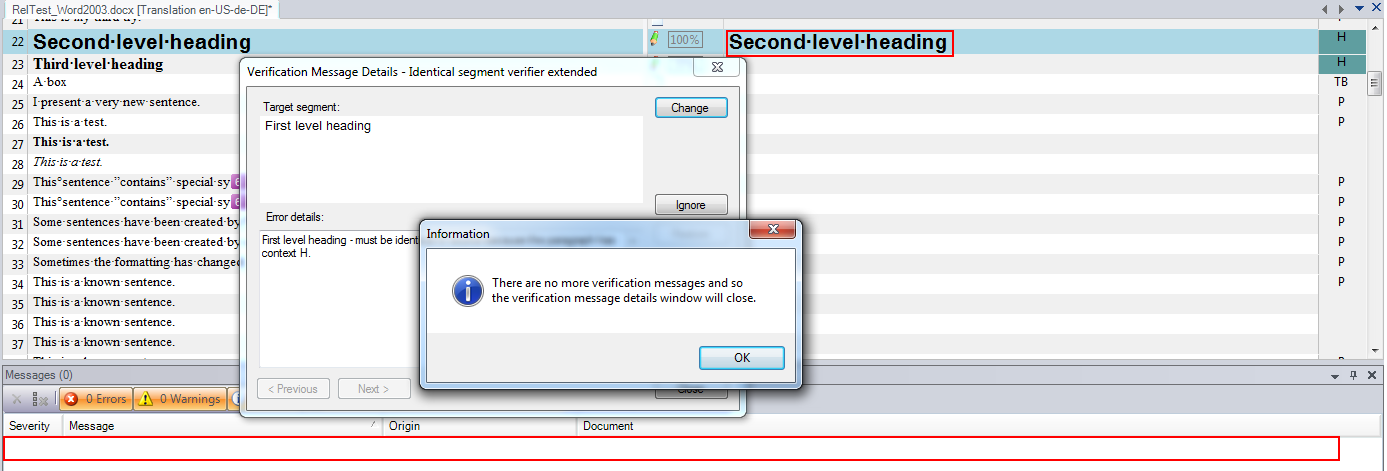 RelTest_Word2003.docx [Translation en-US-de-DE]*
21
22 Second·level·heading 100% Second·level·heading H
23 Third·level·heading H
24 A·box TB
25 I·present·a·very·new·sentence. P
26 This·is·a·test. P
27 This·is·a·test.
28 This·is·a·test.
29 This°sentence·"contains"·special·sy P
30 This°sentence·"contains"·special·sy P
31 Some·sentences·have·been·created·by P
32 Some·sentences·have·been·created·by P
33 Sometimes·the·formatting·has·changed P
34 This·is·a·known·sentence. P
35 This·is·a·known·sentence.
36 This·is·a·known·sentence.
37 This·is·a·known·sentence.
P
Verification Message Details - Identical segment verifier extended
Target segment:
Change
First level heading
Ignore
Error details:
First level heading - must be
context H.
< Previous Next > Close
Information
There are no more verification messages and so
the verification message details window will close.
OK
Messages (0)
0 Errors 0 Warnings
Severity Message Origin Document